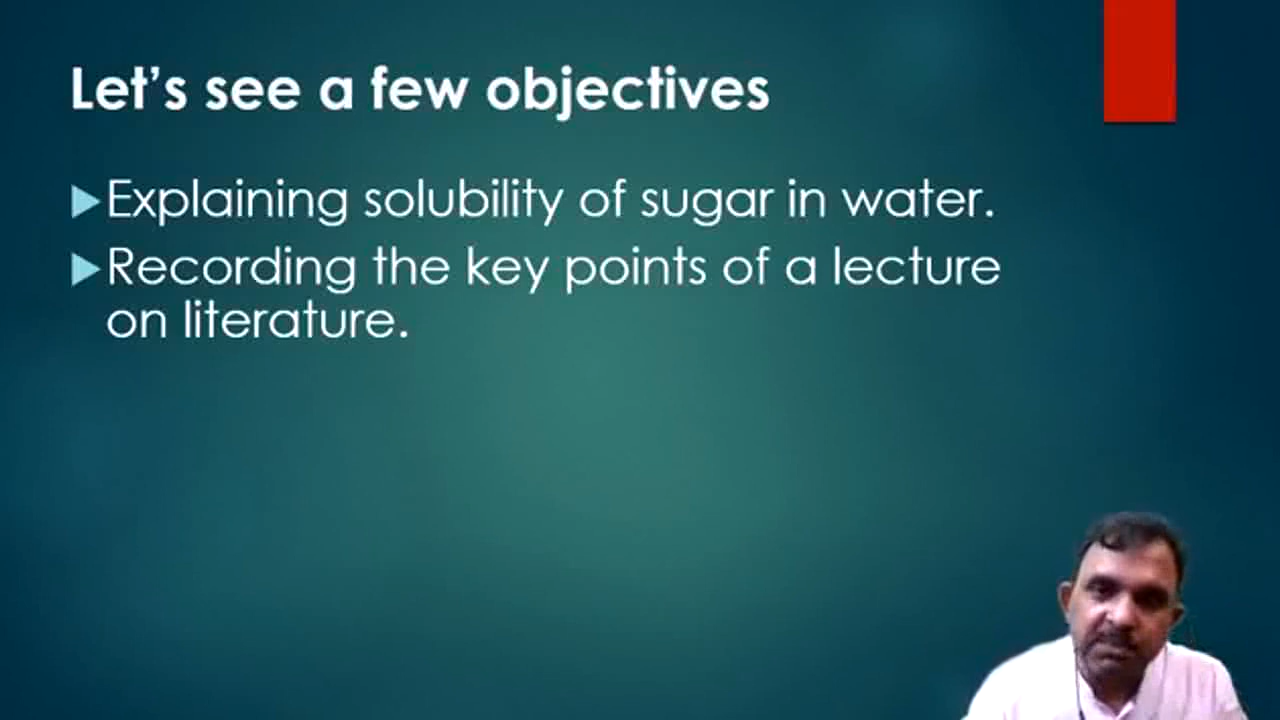 Let's see a few objectives
Explaining solubility of sugar in water.
Recording the key points of a lecture
on literature.